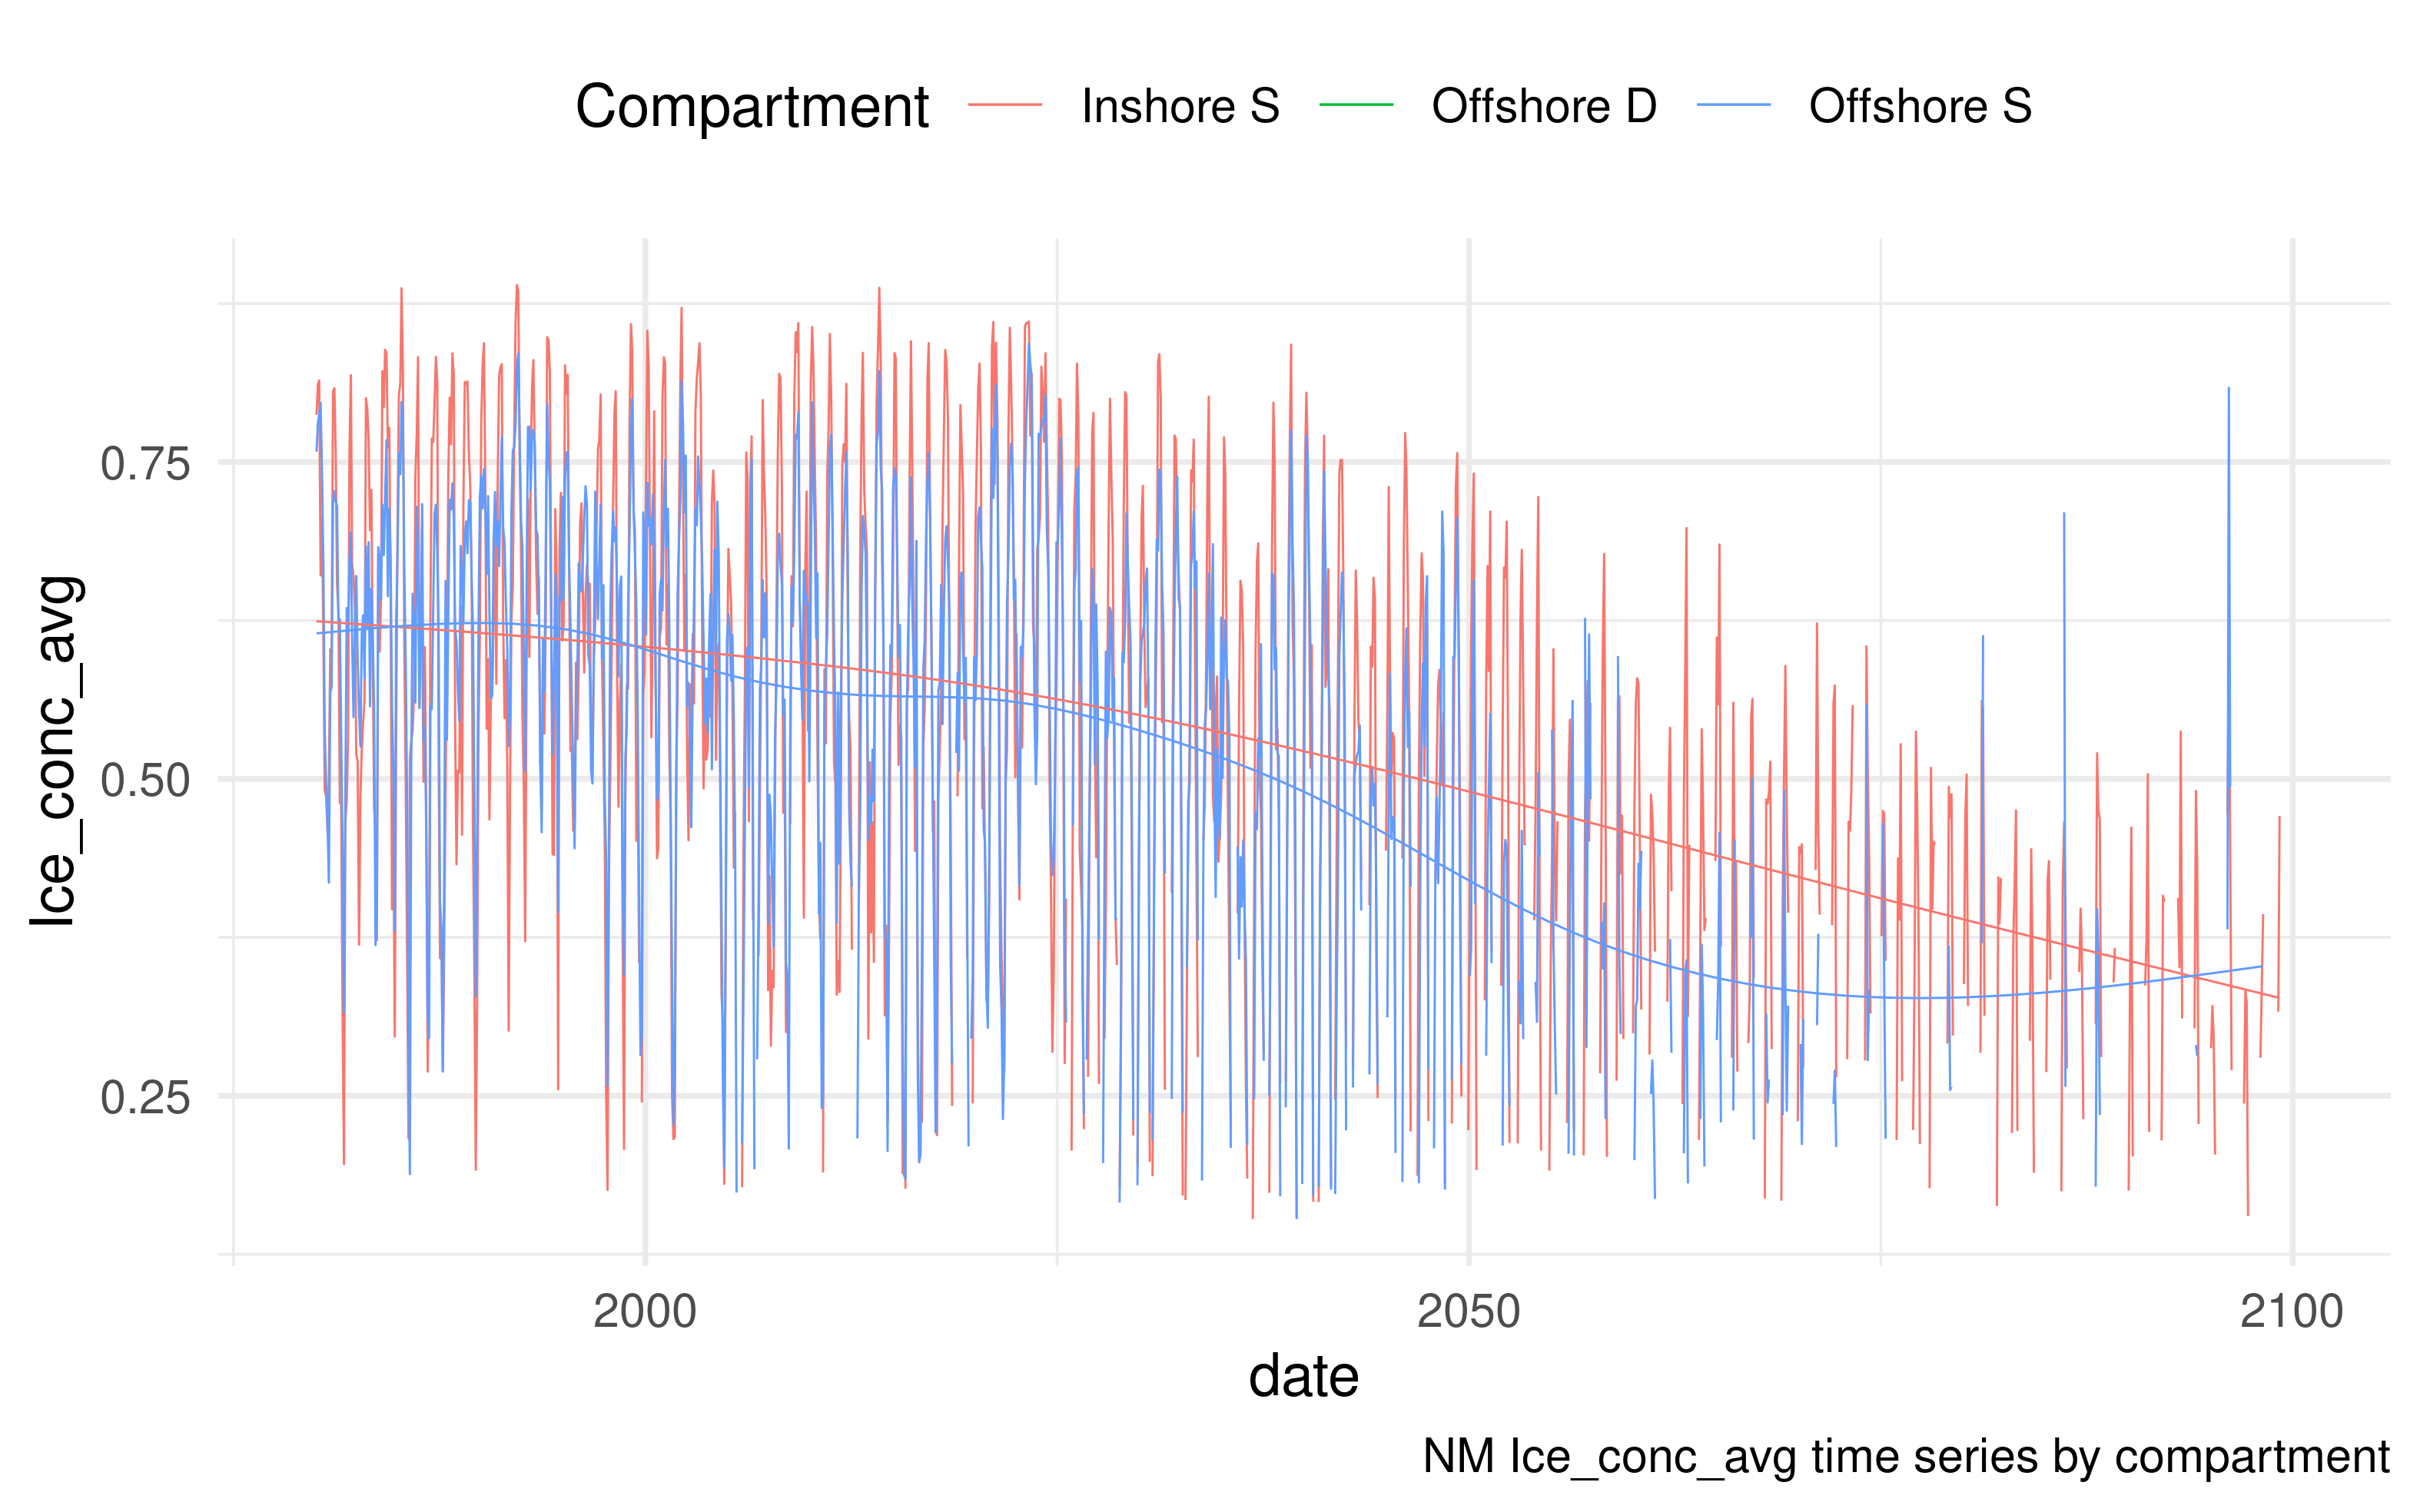 Compartment Inshore S Offshore D Offshore S
Ice_conc_avg
0.75
0.50
0.25
2000 2050 2100
date
NM Ice_conc_avg time series by compartment